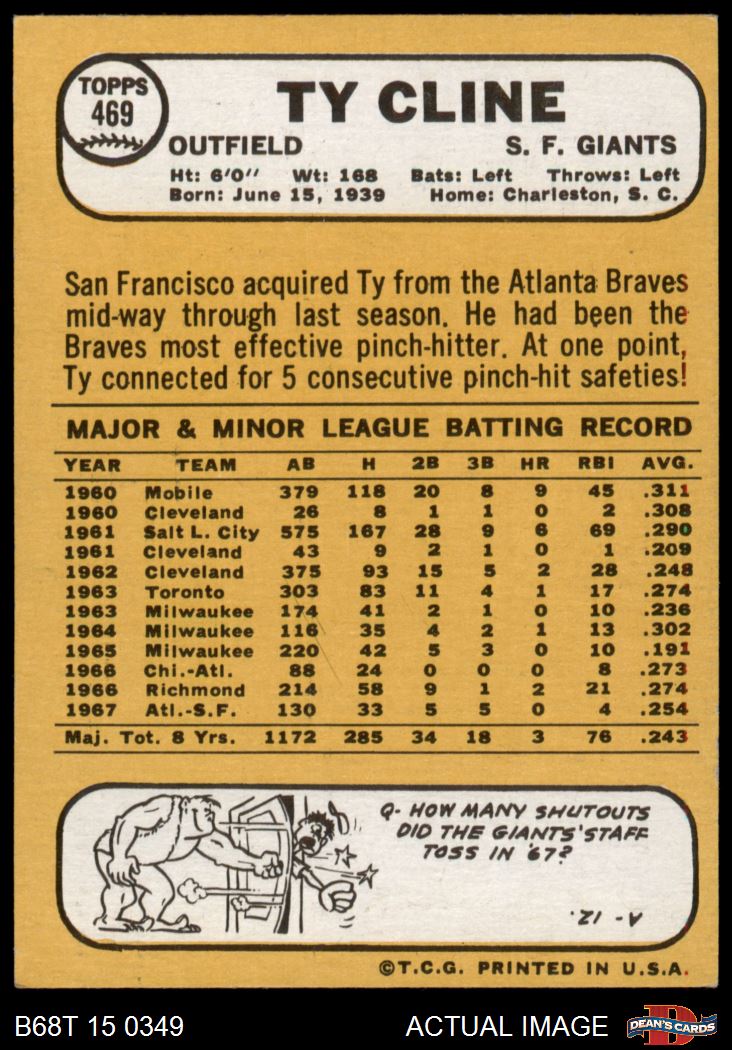 TOPPS
469
TY CLINE
OUTFIELD S. F. GIANTS
Ht: 6'0" Wt: 168 Bats: Left Throws: Left
Born: June 15, 1939 Home: Charleston, S. C.
San Francisco acquired Ty from the Atlanta Braves
mid-way through last season. He had been the
Braves most effective pinch-hitter. At one point,
Ty connected for 5 consecutive pinch-hit safeties!
MAJOR & MINOR LEAGUE BATTING RECORD
YEAR TEAM AB H 2B 3B HR RBI AVG.
1960 Mobile 379 118 20 8 9 45 .311
1960 Cleveland 26 8 1 1 0 2 .308
1961 Salt L. City 575 167 28 9 6 69 .290
1961 Cleveland 43 9 2 1 0 1 .209
1962 Cleveland 375 93 15 5 2 28 .248
1963 Toronto 303 83 11 4 1 17 .274
1963 Milwaukee 174 41 2 1 0 10 .236
1964 Milwaukee 116 35 4 2 1 13 .302
1965 Milwaukee 220 42 5 3 0 10 .191
1966 Chi.-Atl. 88 24 0 0 0 8 .273
1966 Richmond 214 58 9 1 2 21 .274
1967 Atl.-S.F. 130 33 5 5 0 4 .254
Maj. Tot. 8 Yrs. 1172 285 34 18 3 76 .243
Q- HOW MANY SHUTOUTS
DID THE GIANTS' STAFF
TOSS IN '67?
A- 12.
©T.C.G. PRINTED IN U.S.A.
B68T 15 0349 ACTUAL IMAGE D DEAN'S CARDS